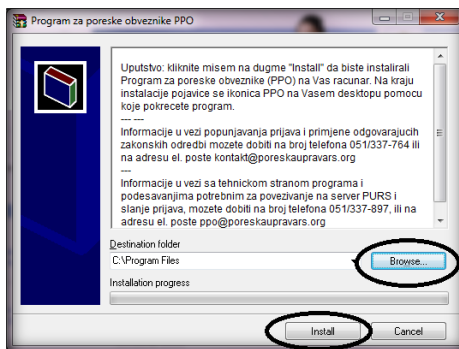 Program za poreske obveznike PPO
Uputstvo: kliknite misem na dugme "Install" da biste instalirali
Program za poreske obveznike (PPO) na Vas racunar. Na kraju
instalacije pojavice se ikonica PPO na Vasem desktopu pomocu
koje pokrecete program.
--- ---
Informacije u vezi popunjavanja prijava i primjene odgovarajucih
zakonskih odredbi mozete dobiti na broj telefona 051/337-764 ili
na adresu el. poste kontakt@poreskaupravars.org
---
Informacije u vezi sa tehnickom stranom programa i
podesavanjima potrebnim za povezivanje na server PURS i
slanje prijava, mozete dobiti na broj telefona 051/337-897, ili na
adresu el. poste ppo@poreskaupravars.org
Destination folder
C:\Program Files
Browse...
Installation progress
Install
Cancel